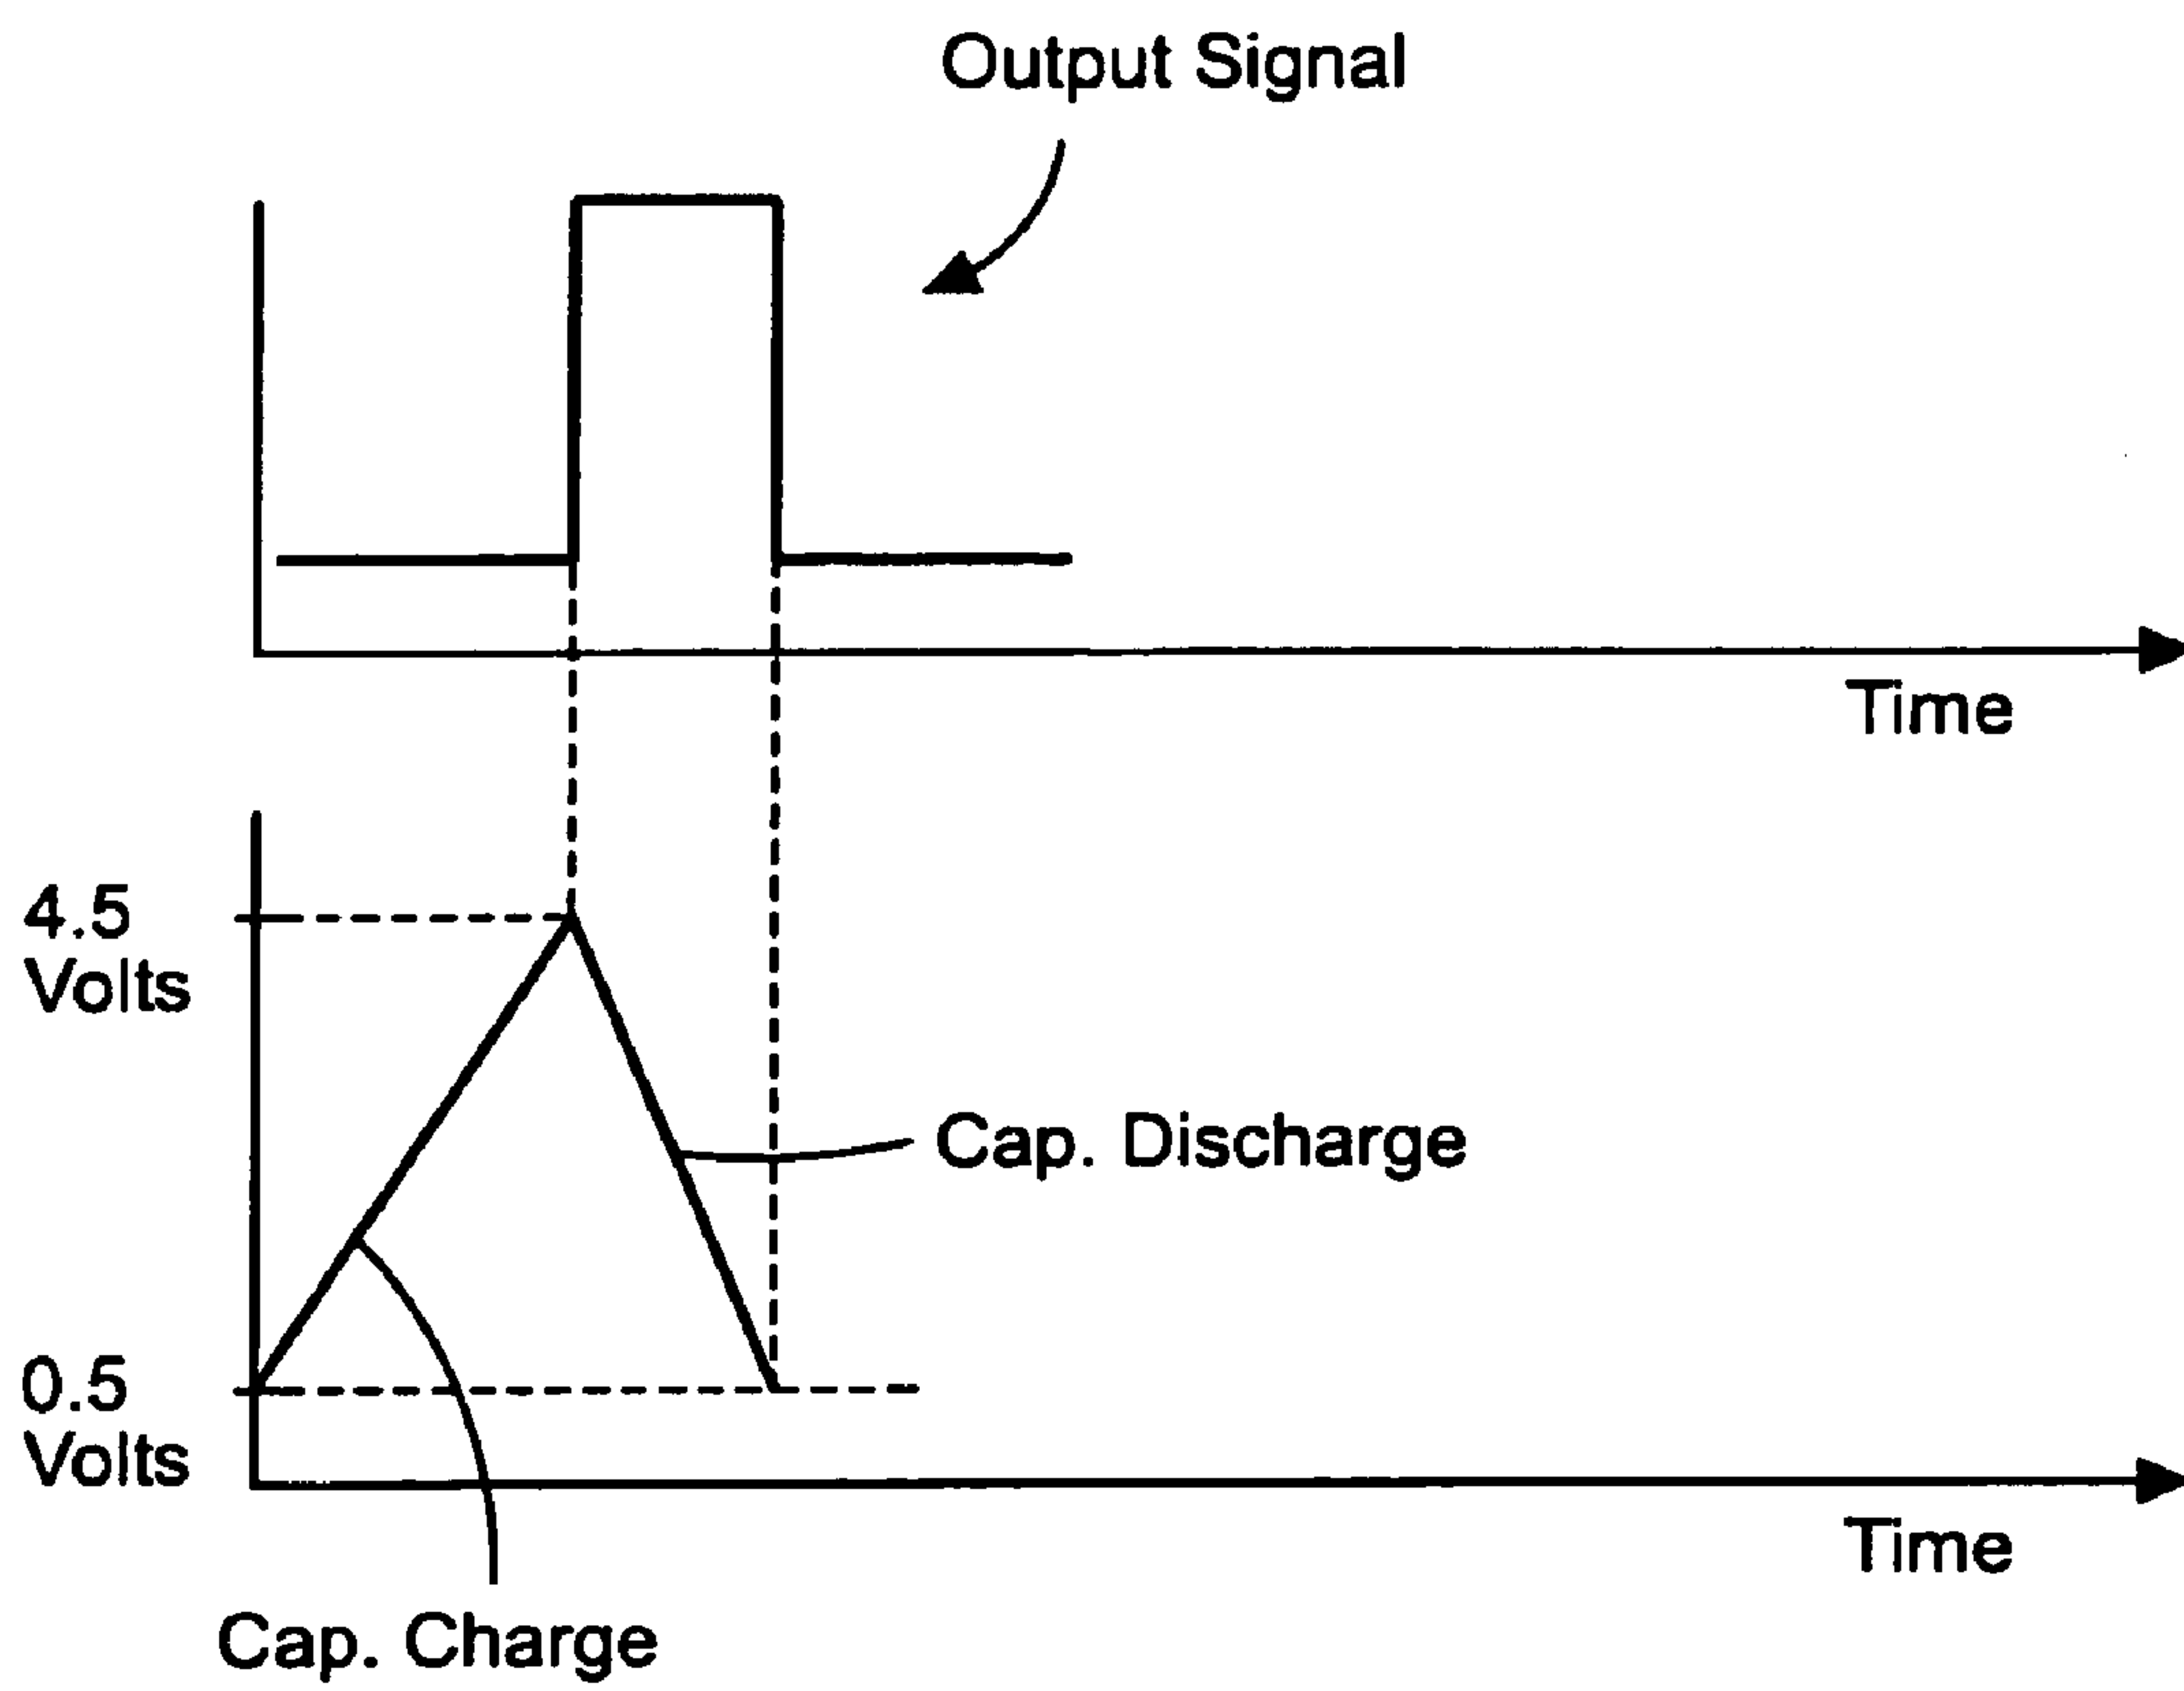 Output Signal
Time
4.5
Volts
Cap. Discharge
0.5
Volts
Time
Cap. Charge